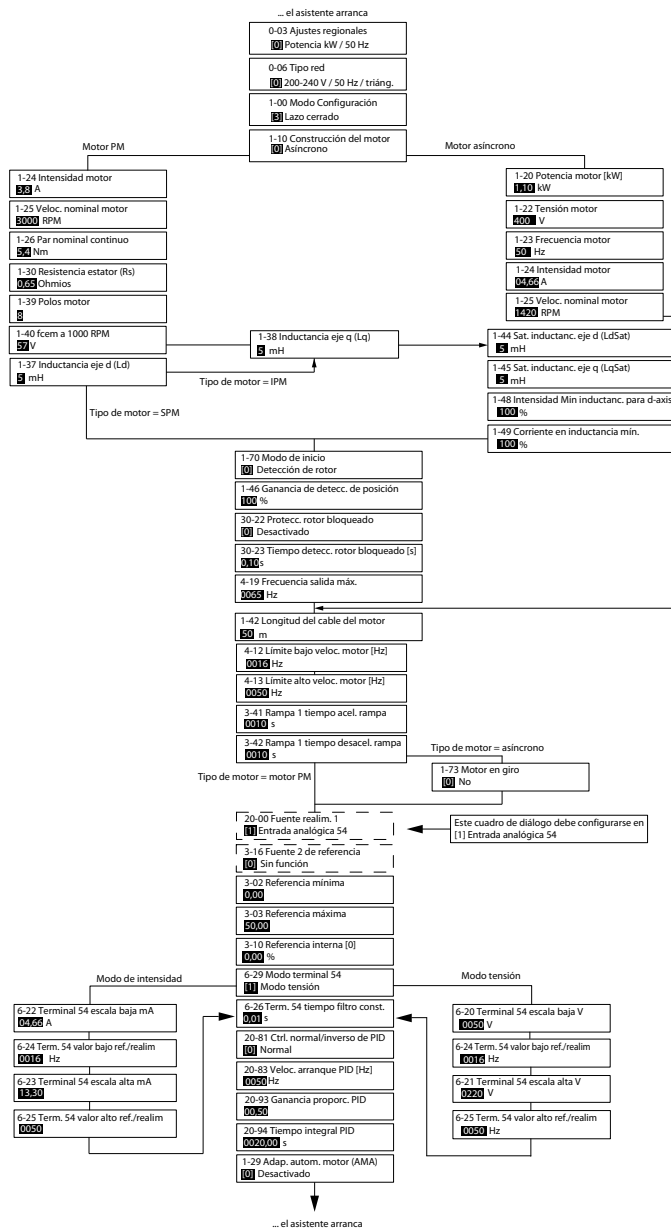 ... el asistente arranca
0-03 Ajustes regionales
[0] Potencia kW / 50 Hz
0-06 Tipo red
[0] 200-240 V / 50 Hz / triáng.
1-00 Modo Configuración
[3] Lazo cerrado
1-10 Construcción del motor
[0] Asíncrono
Motor PM
Motor asíncrono
1-24 Intensidad motor
3,8 A
1-25 Veloc. nominal motor
3000 RPM
1-26 Par nominal continuo
5,4 Nm
1-30 Resistencia estator (Rs)
0,65 Ohmios
1-39 Polos motor
8
1-40 fcem a 1000 RPM
57 V
1-37 Inductancia eje d (Ld)
5 mH
1-38 Inductancia eje q (Lq)
5 mH
Tipo de motor = IPM
Tipo de motor = SPM
1-20 Potencia motor [kW]
1,10 kW
1-22 Tensión motor
400 V
1-23 Frecuencia motor
50 Hz
1-24 Intensidad motor
04,66 A
1-25 Veloc. nominal motor
1420 RPM
1-44 Sat. inductanc. eje d (LdSat)
5 mH
1-45 Sat. inductanc. eje q (LqSat)
5 mH
1-48 Intensidad Min inductanc. para d-axis
100 %
1-49 Corriente en inductancia mín.
100 %
1-70 Modo de inicio
[0] Detección de rotor
1-46 Ganancia de detecc. de posición
100 %
30-22 Protecc. rotor bloqueado
[0] Desactivado
30-23 Tiempo detecc. rotor bloqueado [s]
0,10 s
4-19 Frecuencia salida máx.
0065 Hz
1-42 Longitud del cable del motor
50 m
4-12 Límite bajo veloc. motor [Hz]
0016 Hz
4-13 Límite alto veloc. motor [Hz]
0050 Hz
3-41 Rampa 1 tiempo acel. rampa
0010 s
3-42 Rampa 1 tiempo desacel. rampa
0010 s
Tipo de motor = asíncrono
Tipo de motor = motor PM
1-73 Motor en giro
[0] No
20-00 Fuente realim. 1
[1] Entrada analógica 54
Este cuadro de diálogo debe configurarse en
[1] Entrada analógica 54
3-16 Fuente 2 de referencia
[0] Sin función
3-02 Referencia mínima
0,00
3-03 Referencia máxima
50,00
3-10 Referencia interna [0]
0,00 %
Modo de intensidad
6-29 Modo terminal 54
[1] Modo tensión
Modo tensión
6-22 Terminal 54 escala baja mA
04,66 A
6-24 Term. 54 valor bajo ref./realim
0016 Hz
6-23 Terminal 54 escala alta mA
13,30
6-25 Term. 54 valor alto ref./realim
0050
6-26 Term. 54 tiempo filtro const.
0,01 s
20-81 Ctrl. normal/inverso de PID
[0] Normal
20-83 Veloc. arranque PID [Hz]
0050 Hz
20-93 Ganancia proporc. PID
00,50
20-94 Tiempo integral PID
0020,00 s
1-29 Adap. autom. motor (AMA)
[0] Desactivado
6-20 Terminal 54 escala baja V
0050 V
6-24 Term. 54 valor bajo ref./realim
0016 Hz
6-21 Terminal 54 escala alta V
0220 V
6-25 Term. 54 valor alto ref./realim
0050 Hz
... el asistente arranca